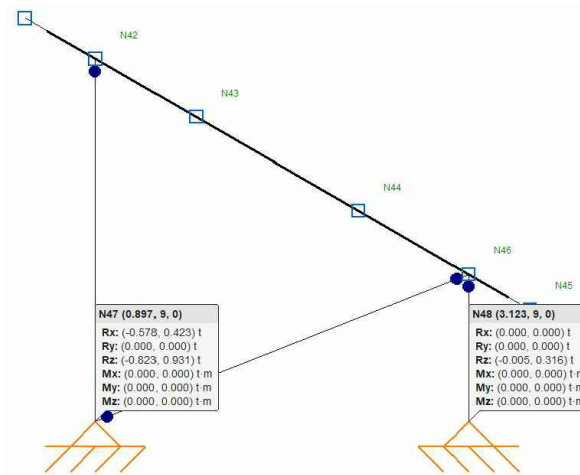 N42
N43
N44
N46
N45
N47 (0.897, 9, 0)
Rx: (-0.578, 0.423) t
Ry: (0.000, 0.000) t
Rz: (-0.823, 0.931) t
Mx: (0.000, 0.000) t·m
My: (0.000, 0.000) t·m
Mz: (0.000, 0.000) t·m
N48 (3.123, 9, 0)
Rx: (0.000, 0.000) t
Ry: (0.000, 0.000) t
Rz: (-0.005, 0.316) t
Mx: (0.000, 0.000) t·m
My: (0.000, 0.000) t·m
Mz: (0.000, 0.000) t·m